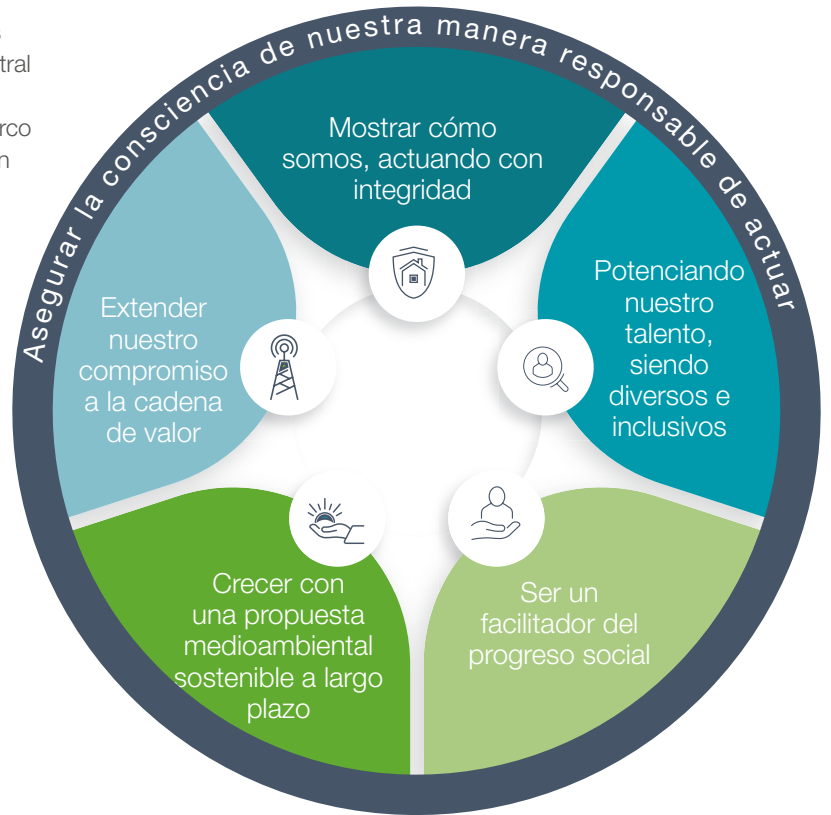 tral
rco
n
Asegurar la consciencia de nuestra manera responsable de actuar
Mostrar cómo
somos, actuando con
integridad
Potenciando
nuestro
talento,
siendo
diversos e
inclusivos
Ser un
facilitador del
progreso social
Crecer con
una propuesta
medioambiental
sostenible a largo
plazo
Extender
nuestro
compromiso
a la cadena
de valor